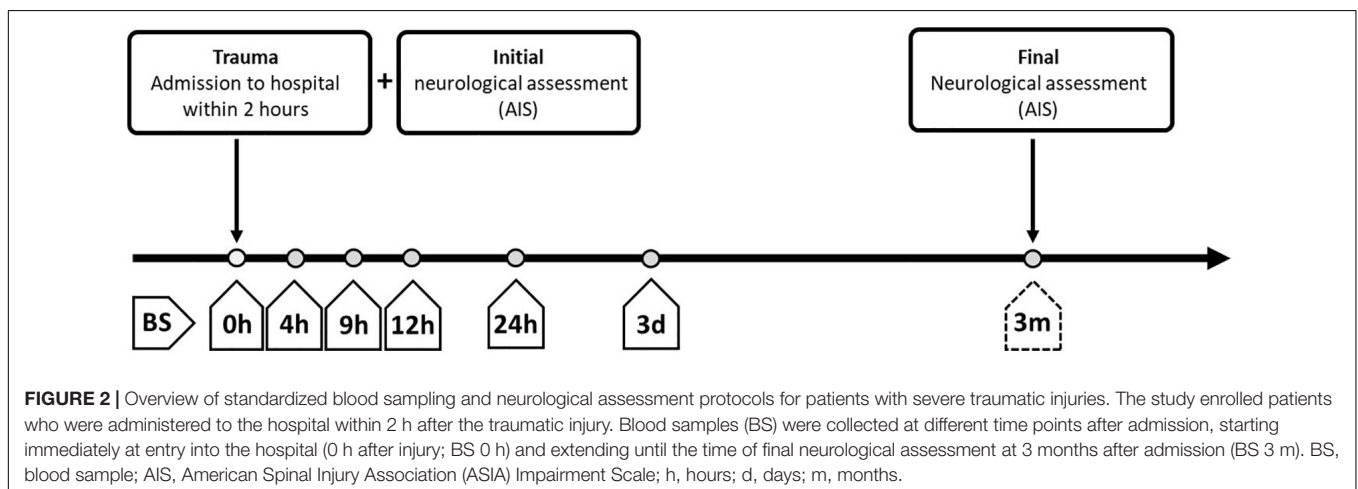 Trauma
Admission to hospital
within 2 hours
+
Initial
neurological assessment
(AIS)
Final
Neurological assessment
(AIS)
BS
0h
4h
9h
12h
24h
3d
3m
FIGURE 2 | Overview of standardized blood sampling and neurological assessment protocols for patients with severe traumatic injuries. The study enrolled patients
who were administered to the hospital within 2 h after the traumatic injury. Blood samples (BS) were collected at different time points after admission, starting
immediately at entry into the hospital (0 h after injury; BS 0 h) and extending until the time of final neurological assessment at 3 months after admission (BS 3 m). BS,
blood sample; AIS, American Spinal Injury Association (ASIA) Impairment Scale; h, hours; d, days; m, months.